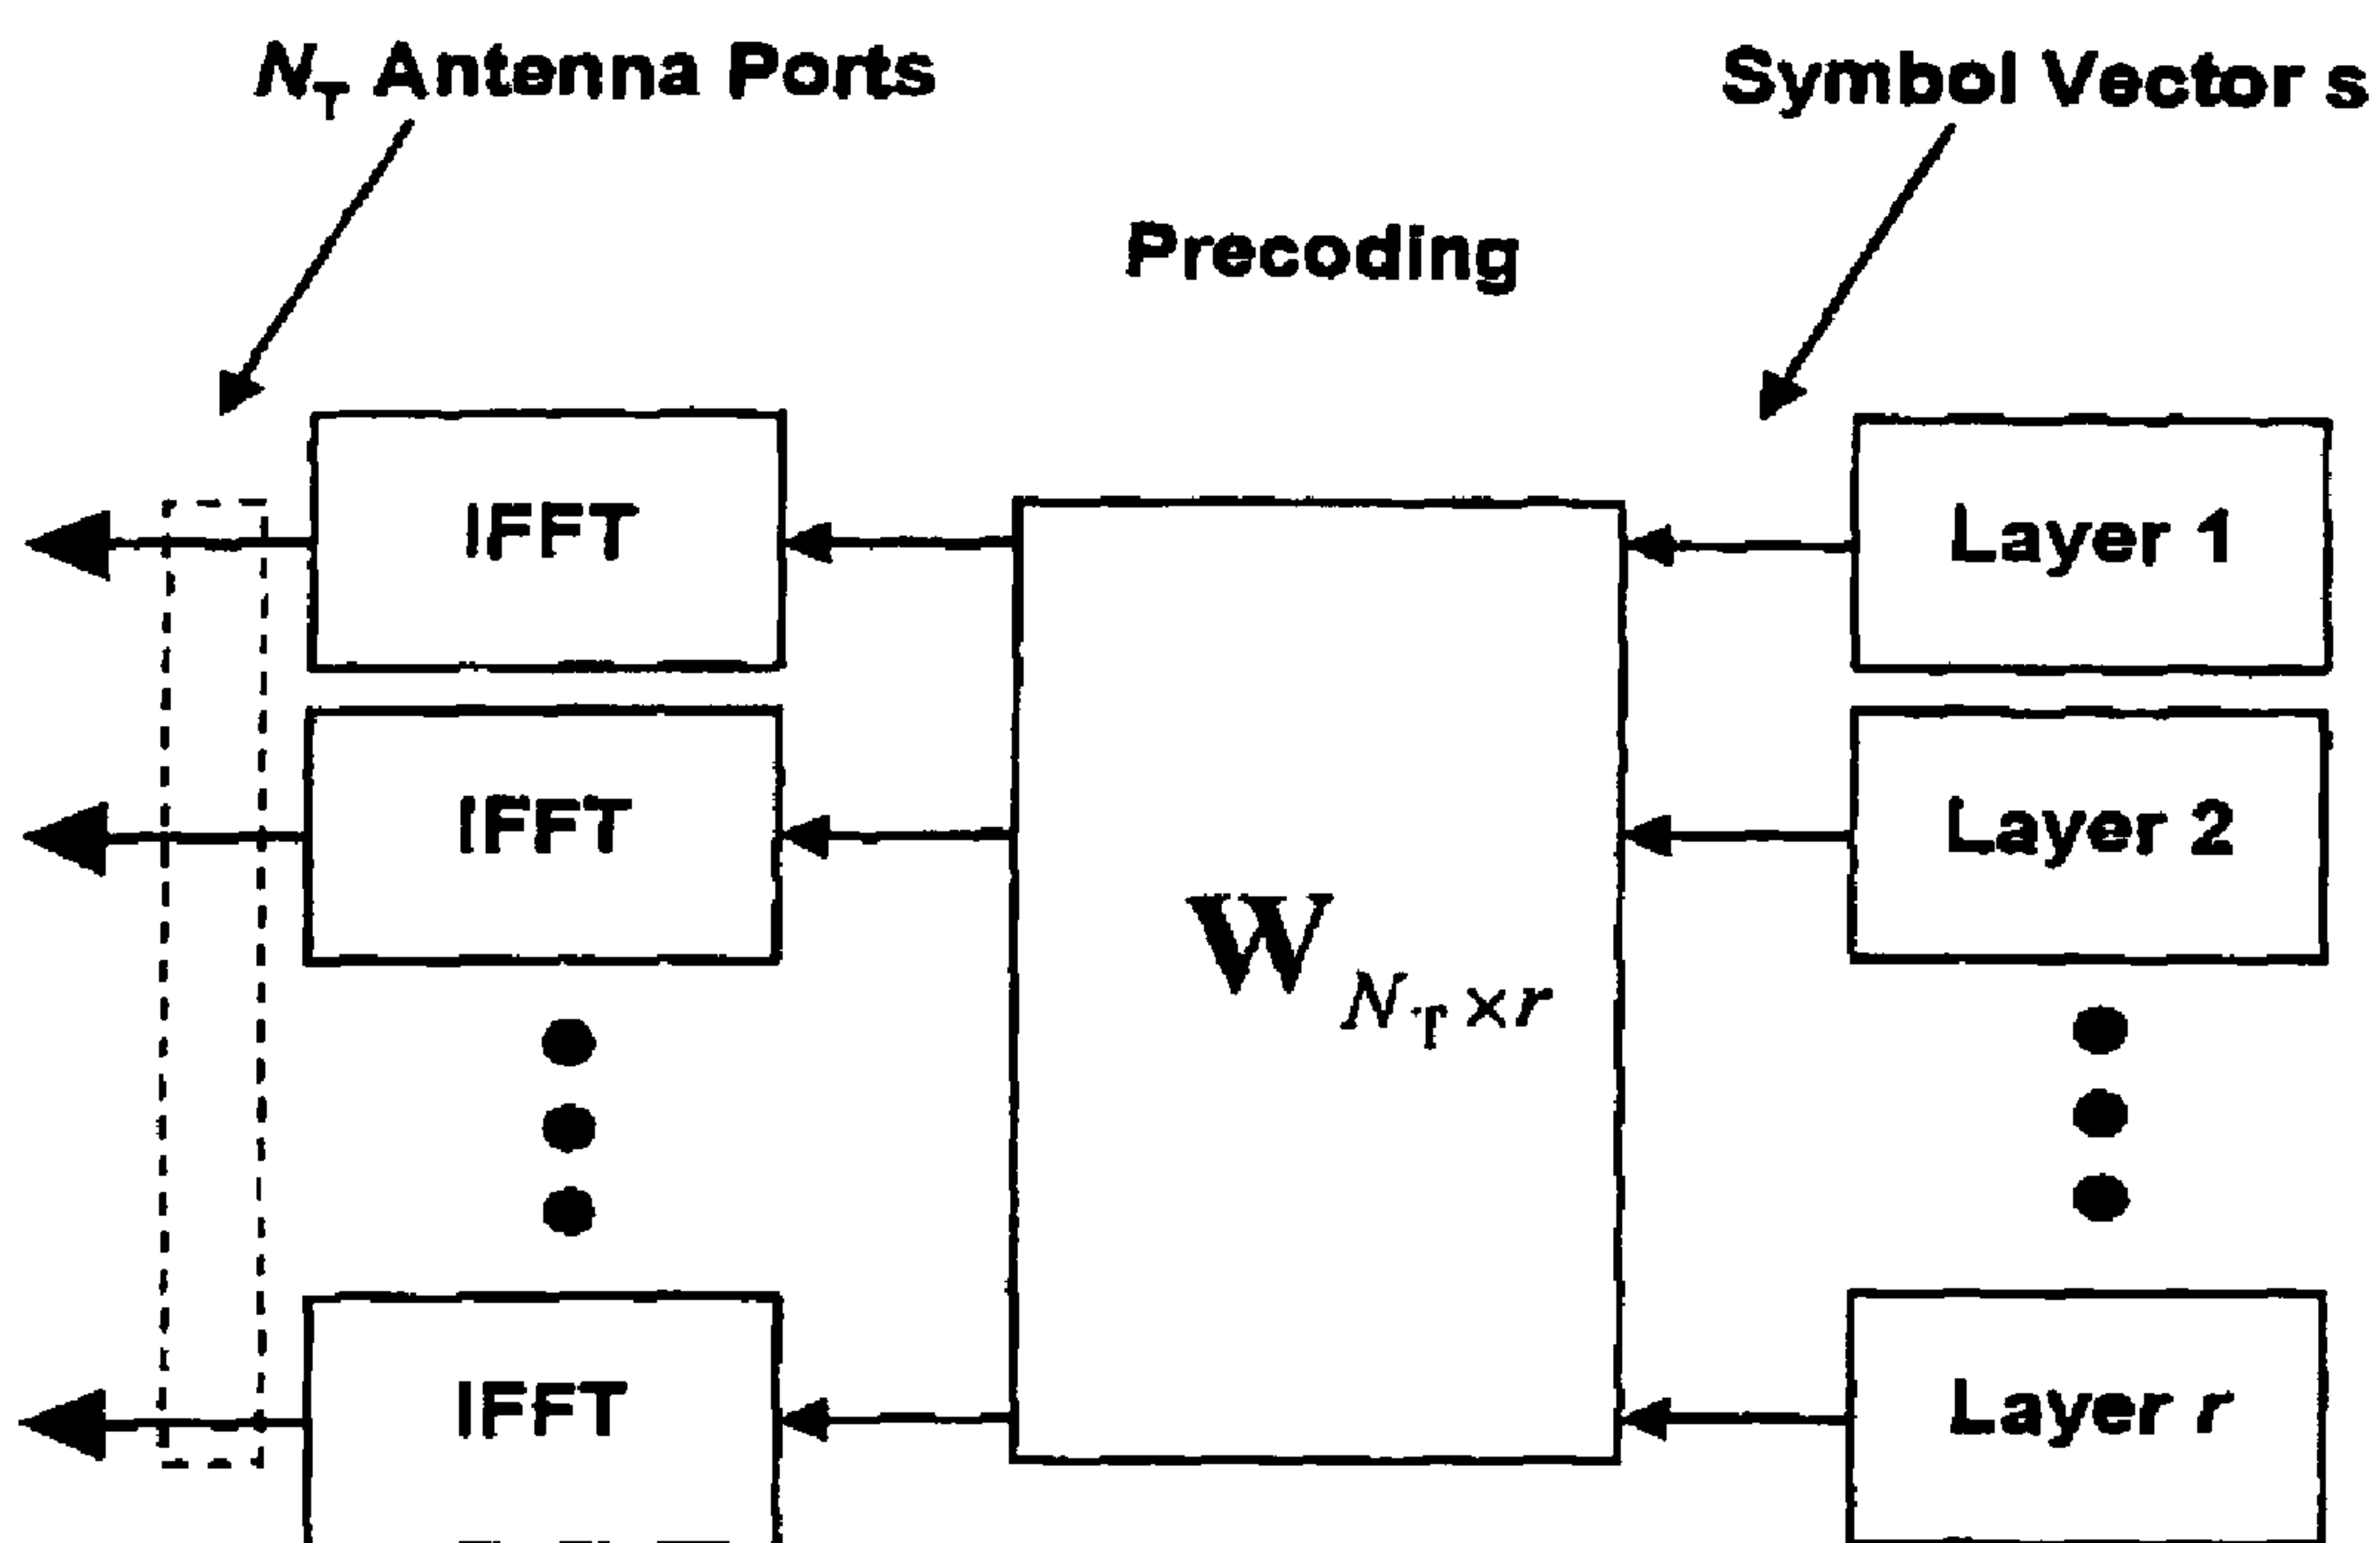 N_T Antenna Ports
Symbol Vector s
Precoding
IFFT
Layer 1
IFFT
Layer 2
W_{N_T×r}
IFFT
Layer r